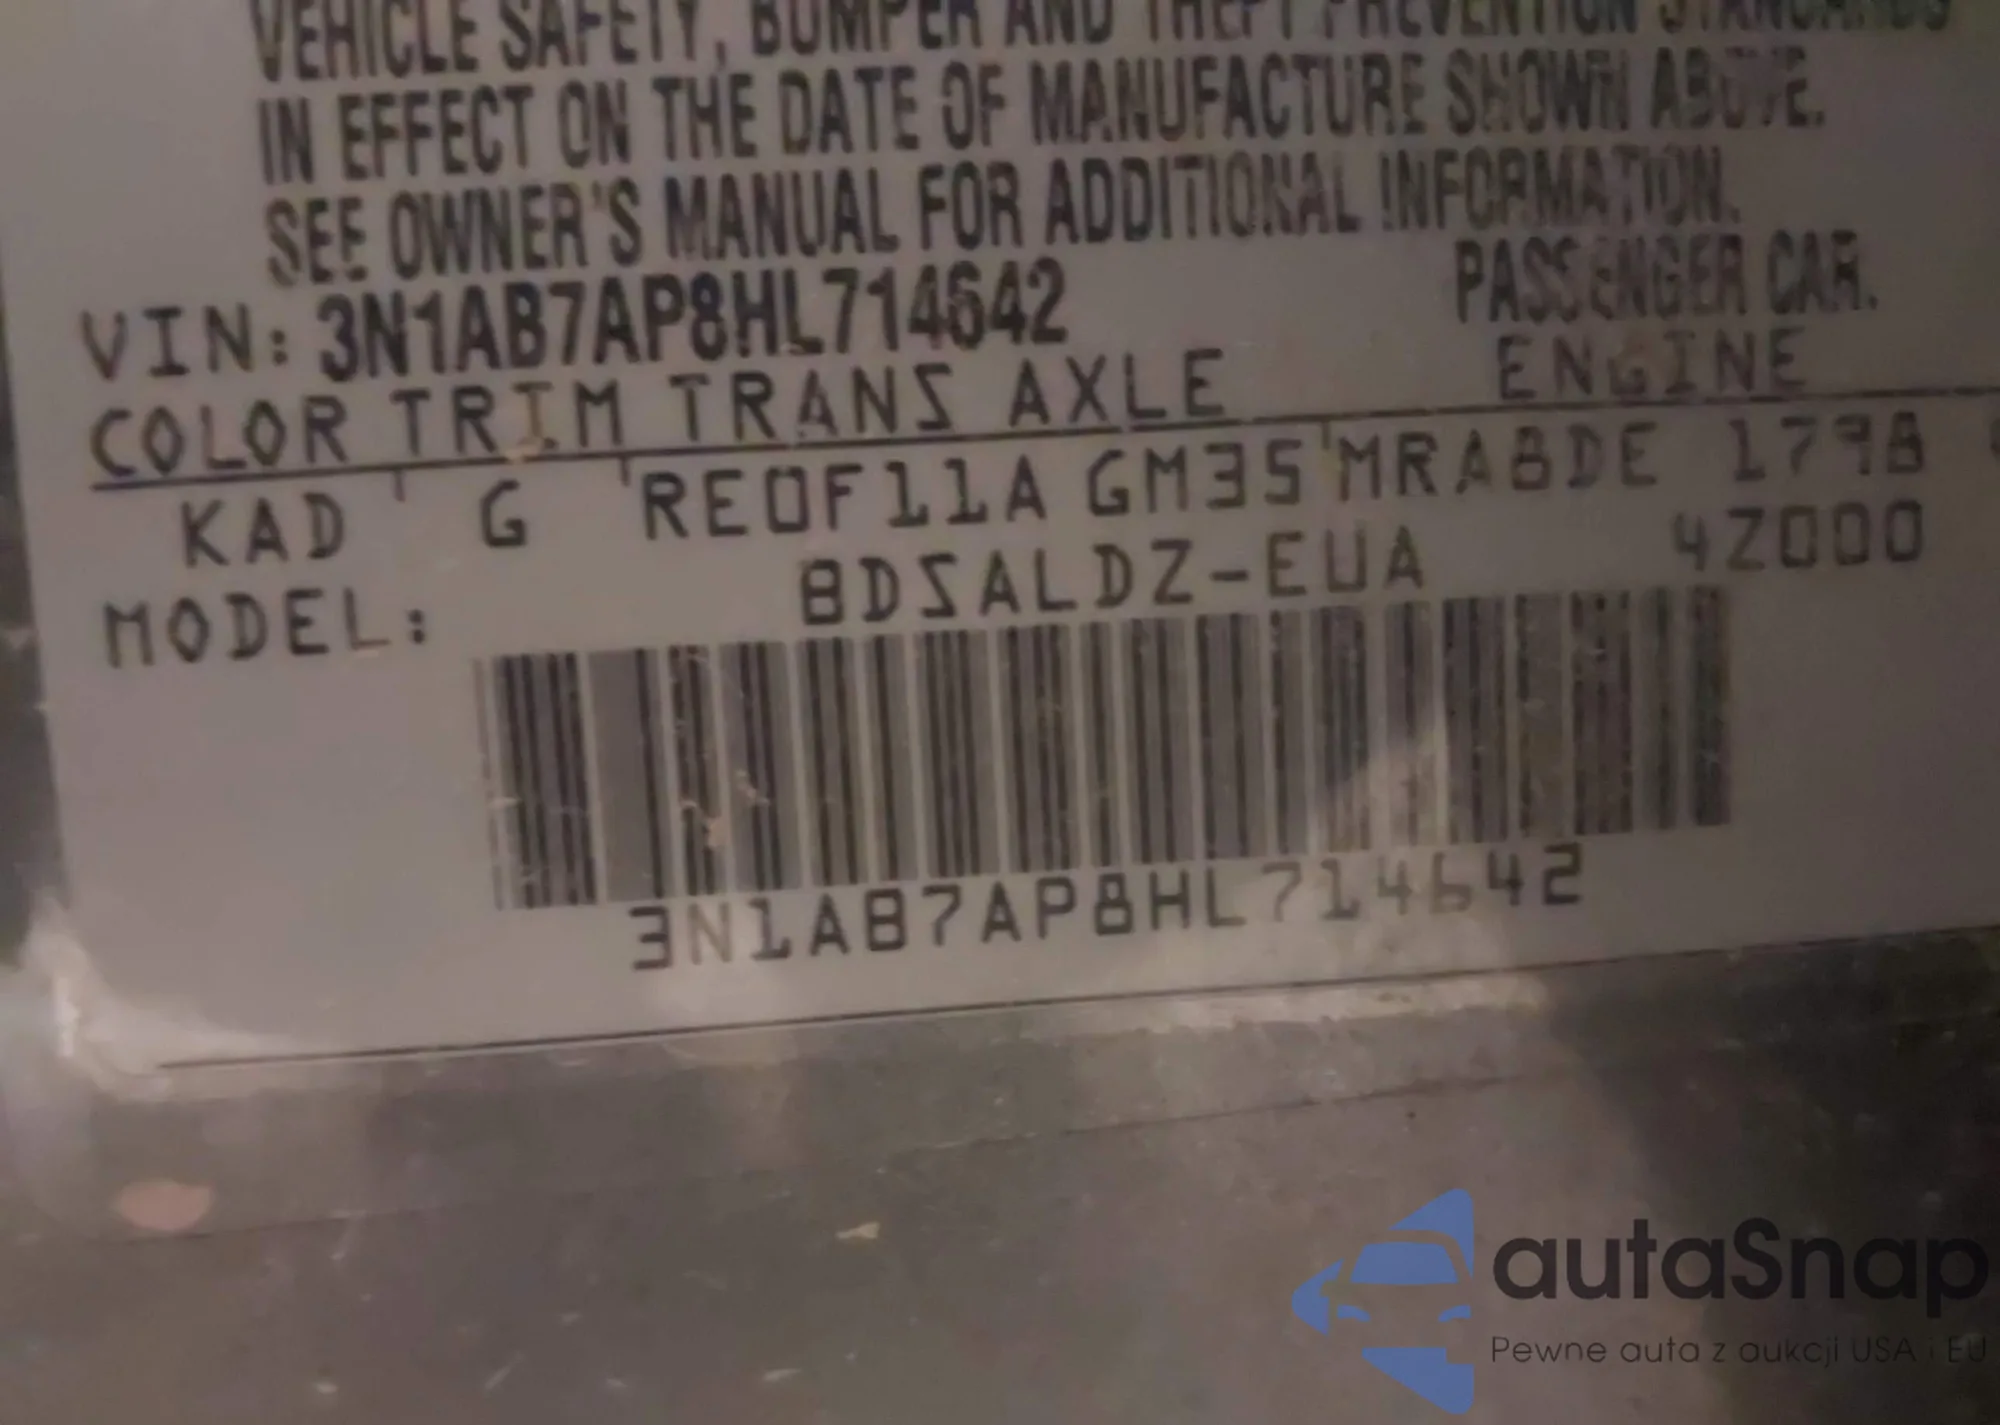 VEHICLE SAFETY, BUMPER AND THEFT PREVENTION STANDARDS
IN EFFECT ON THE DATE OF MANUFACTURE SHOWN ABOVE.
SEE OWNER'S MANUAL FOR ADDITIONAL INFORMATION.
VIN: 3N1AB7AP8HL714642 PASSENGER CAR.
COLOR TRIM TRANS AXLE ENGINE
KAD G RE0F11A GM35 MRA8DE 1798
MODEL: BDSALDZ-EUA 4Z000
3N1AB7AP8HL714642
autaSnap
Pewne auta z aukcji USA i EU